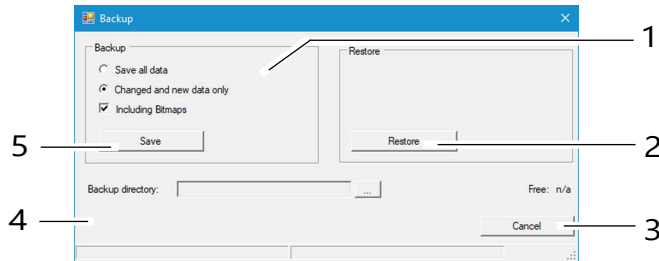 Backup
1
Backup
Restore
Save all data
Changed and new data only
Including Bitmaps
5
Save
Restore
2
Backup directory:
...
Free: n/a
4
Cancel
3